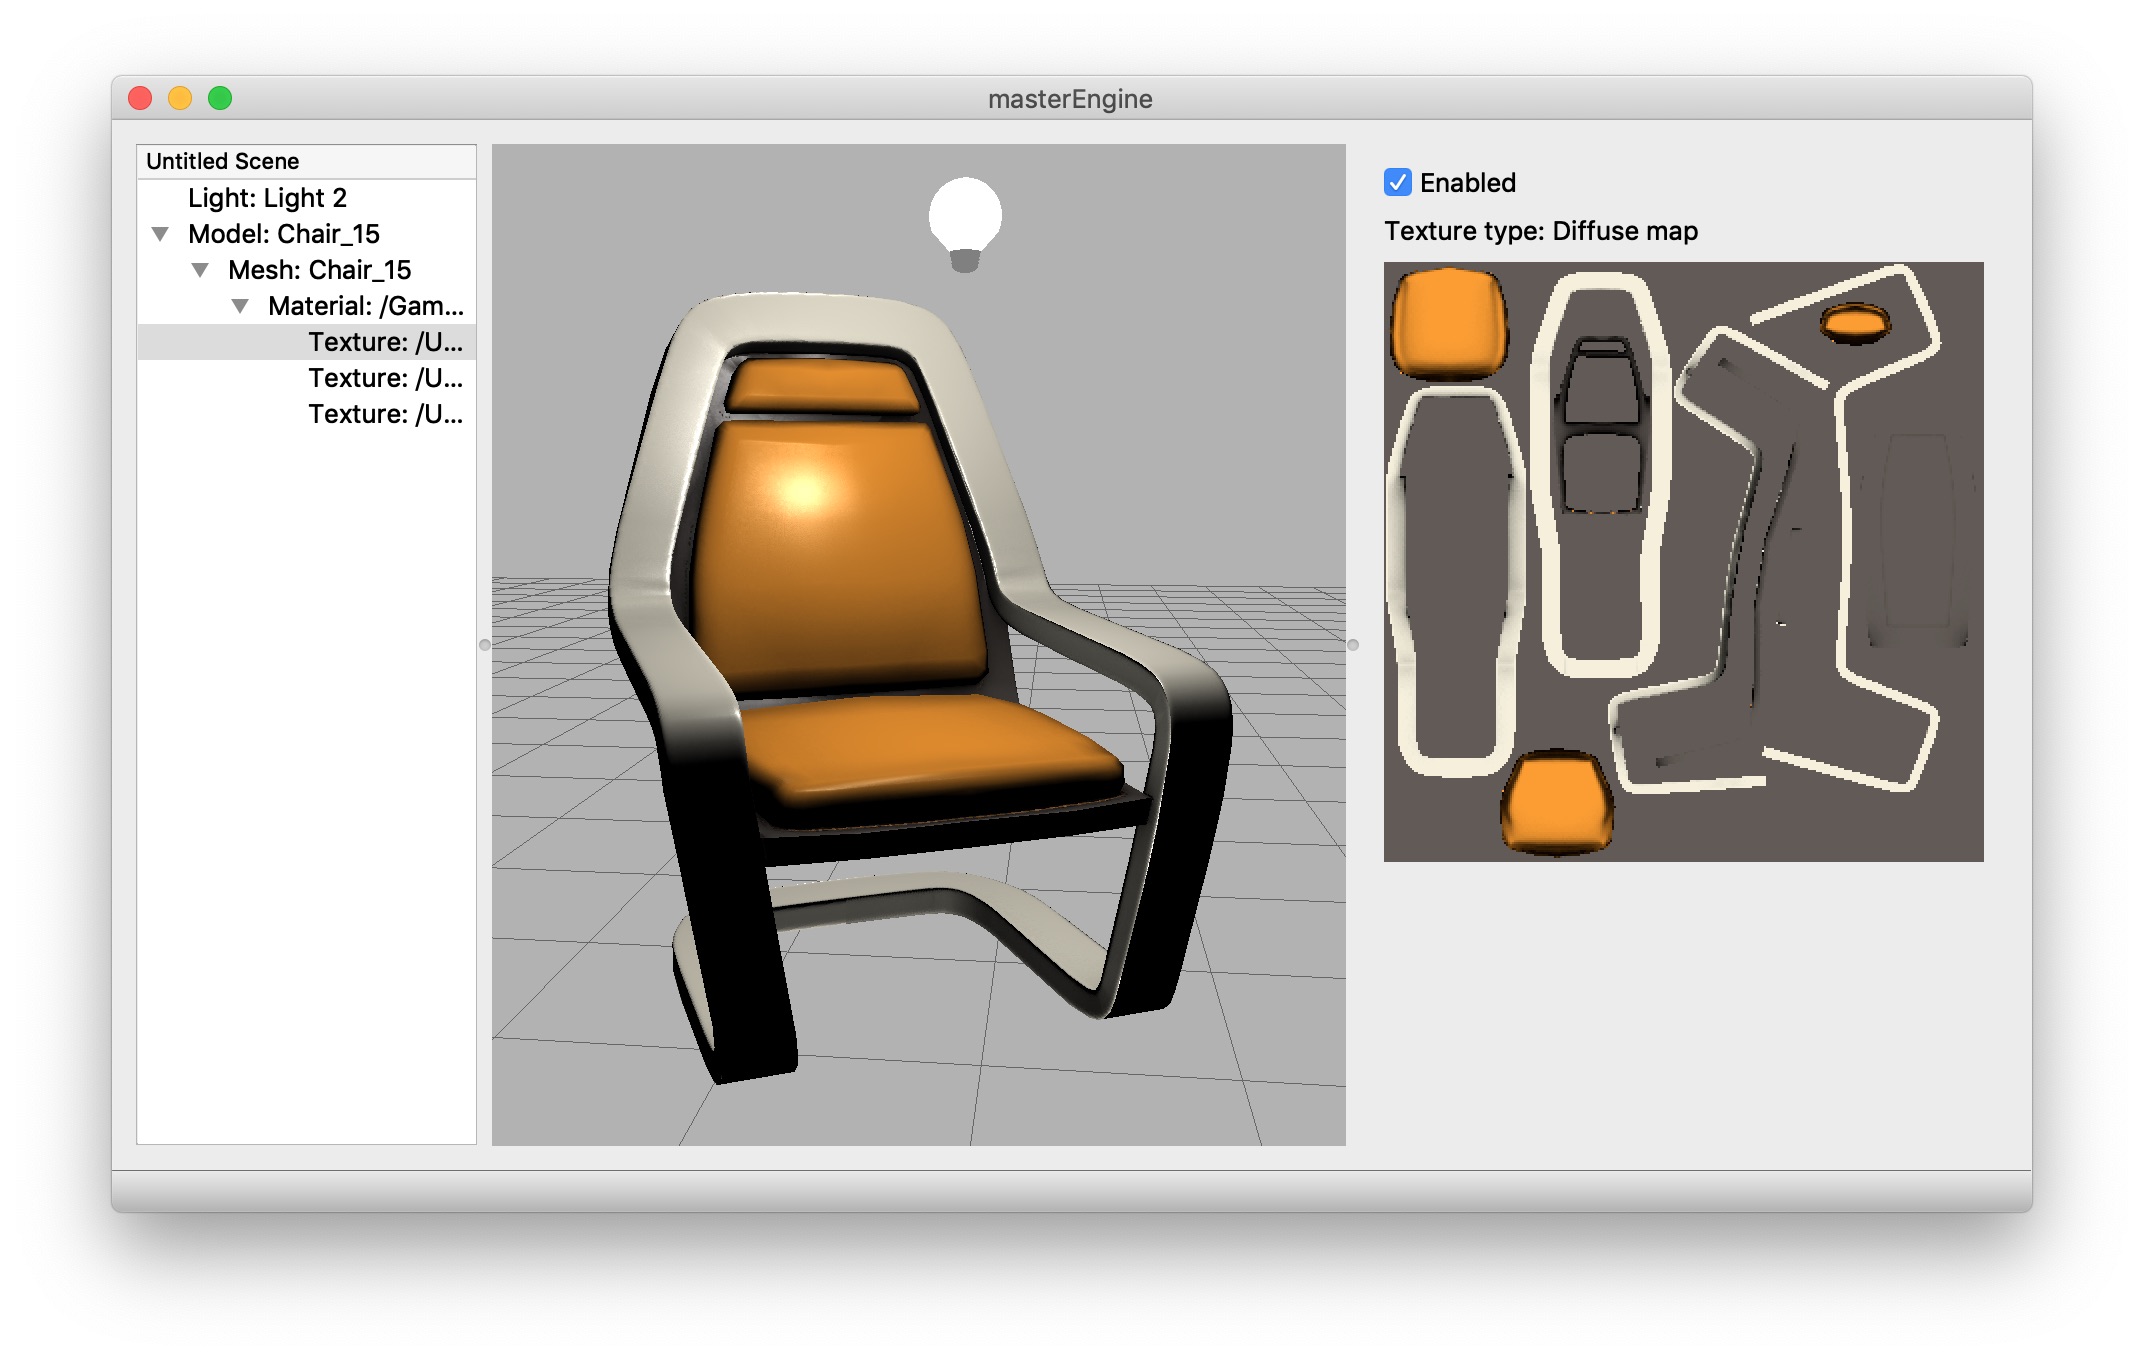 masterEngine
Untitled Scene
Light: Light 2
Model: Chair_15
Mesh: Chair_15
Material: /Gam...
Texture: /U...
Texture: /U...
Texture: /U...
Enabled
Texture type: Diffuse map